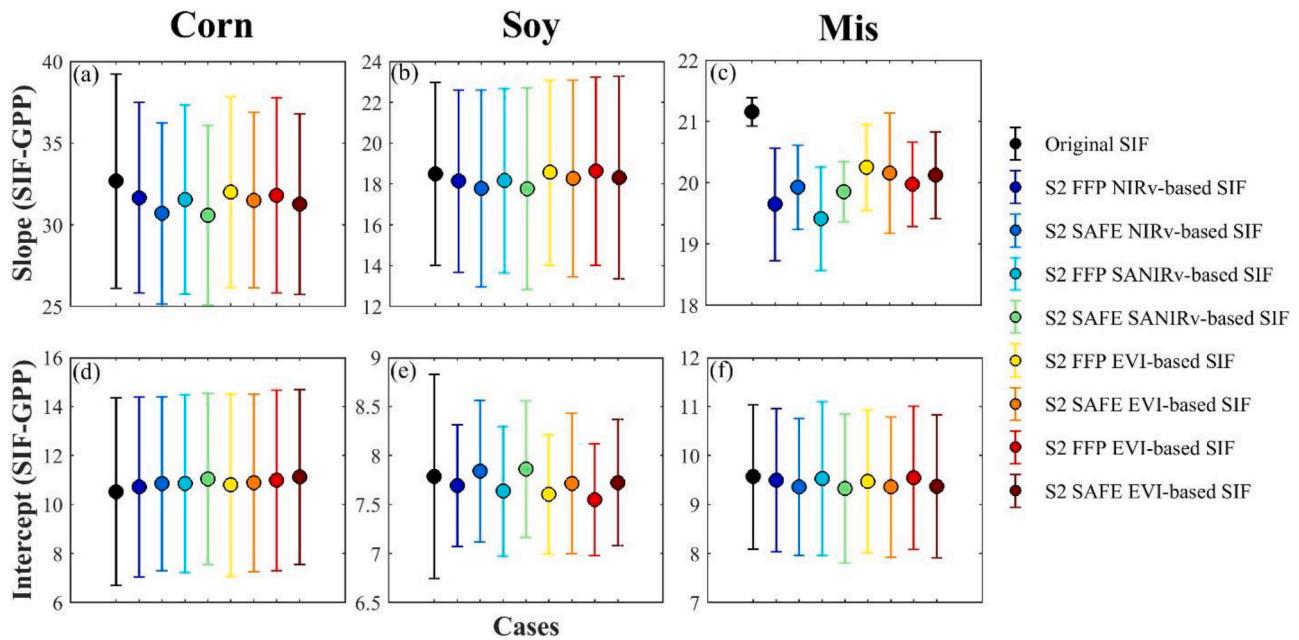 Corn
Soy
Mis
Slope (SIF-GPP)
(a)
40
35
30
25
(b)
24
22
20
18
16
14
12
(c)
22
21
20
19
18
Intercept (SIF-GPP)
(d)
16
14
12
10
8
6
(e)
9
8.5
8
7.5
7
6.5
(f)
12
11
10
9
8
7
Cases
Original SIF
S2 FFP NIRv-based SIF
S2 SAFE NIRv-based SIF
S2 FFP SANIRv-based SIF
S2 SAFE SANIRv-based SIF
S2 FFP EVI-based SIF
S2 SAFE EVI-based SIF
S2 FFP EVI-based SIF
S2 SAFE EVI-based SIF